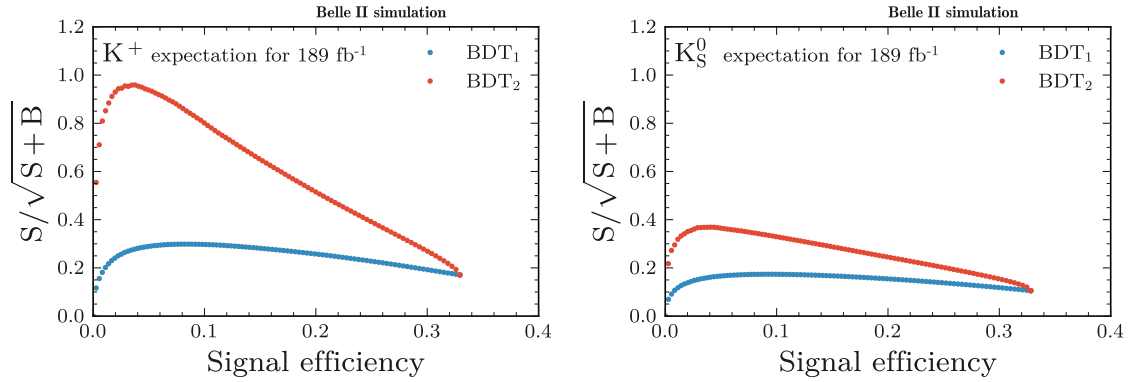 Belle II simulation
K+ expectation for 189 fb-1
BDT1
BDT2
1.2
1.0
0.8
0.6
0.4
0.2
0.0
S/√S + B
0.0 0.1 0.2 0.3 0.4
Signal efficiency
Belle II simulation
K0S expectation for 189 fb-1
BDT1
BDT2
1.2
1.0
0.8
0.6
0.4
0.2
0.0
S/√S + B
0.0 0.1 0.2 0.3 0.4
Signal efficiency